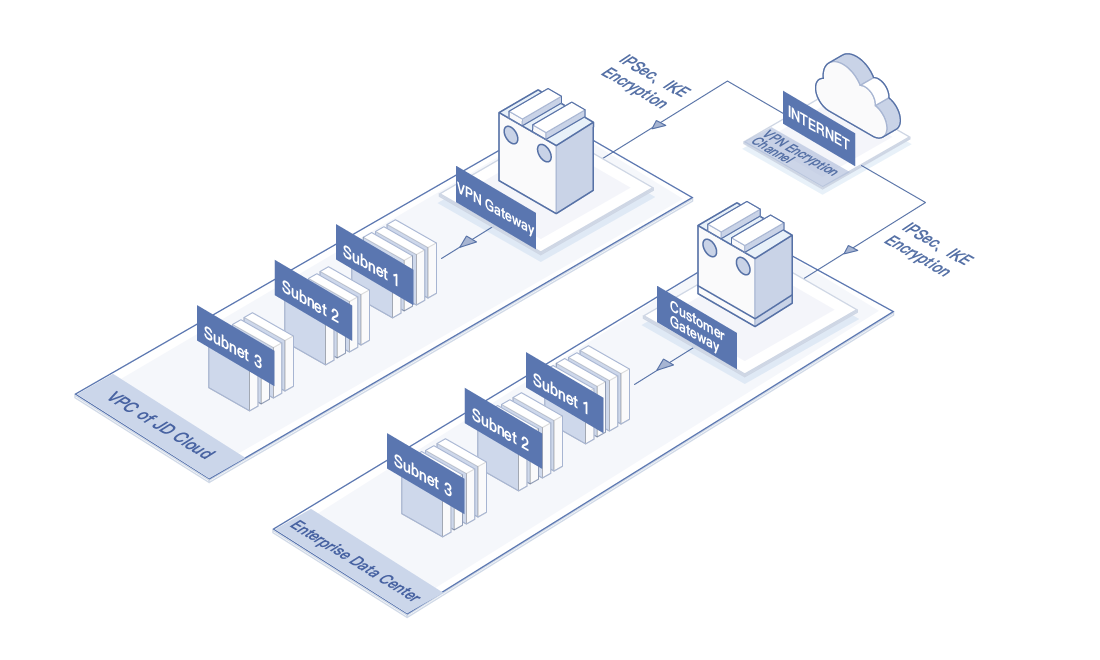 IPSec、IKE
Encryption
INTERNET
VPN Encryption
Channel
VPN Gateway
Subnet 1
Subnet 2
Subnet 3
VPC of JD Cloud
IPSec、IKE
Encryption
Customer
Gateway
Subnet 1
Subnet 2
Subnet 3
Enterprise Data Center